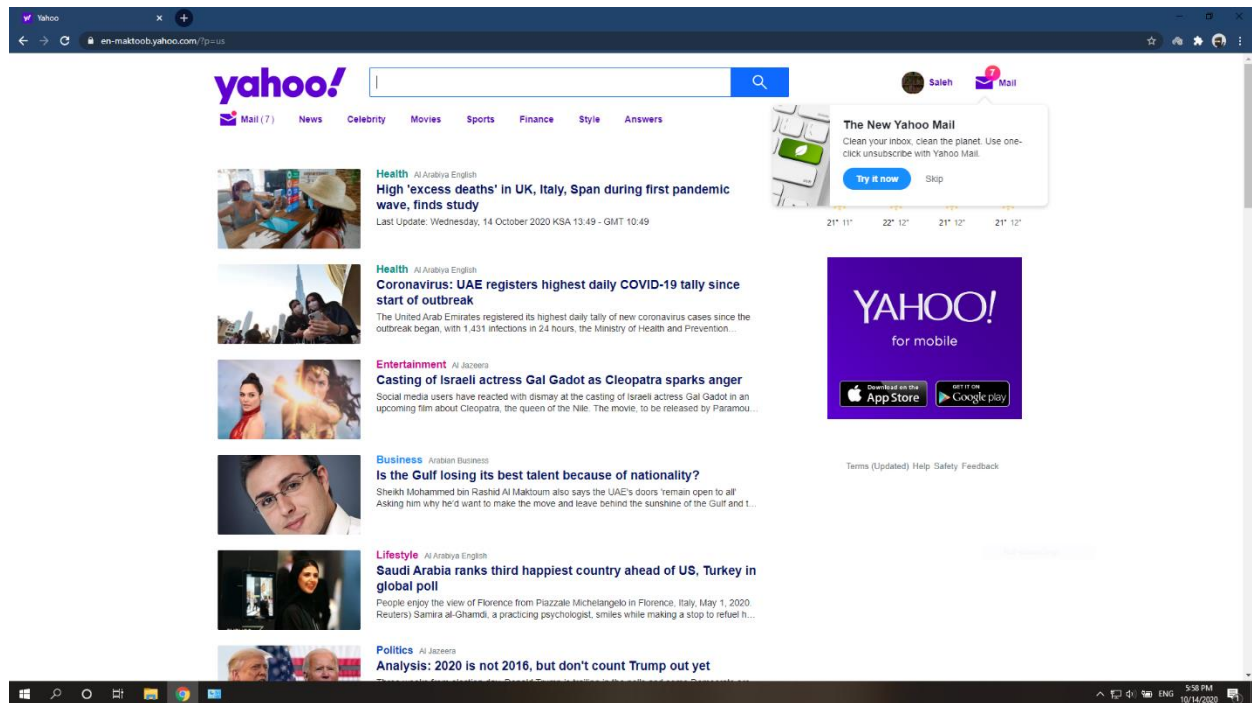 Yahoo
en-maktoob.yahoo.com/?p=us
yahoo!
Saleh
7
Mail
Mail (7) News Celebrity Movies Sports Finance Style Answers
The New Yahoo Mail
Clean your inbox, clean the planet. Use one-
click unsubscribe with Yahoo Mail.
Try it now Skip
21° 11° 22° 12° 21° 12° 21° 12°
Health Al Arabiya English
High 'excess deaths' in UK, Italy, Span during first pandemic
wave, finds study
Last Update: Wednesday, 14 October 2020 KSA 13:49 - GMT 10:49
Health Al Arabiya English
Coronavirus: UAE registers highest daily COVID-19 tally since
start of outbreak
The United Arab Emirates registered its highest daily tally of new coronavirus cases since the
outbreak began, with 1,431 infections in 24 hours, the Ministry of Health and Prevention...
Entertainment Al Jazeera
Casting of Israeli actress Gal Gadot as Cleopatra sparks anger
Social media users have reacted with dismay at the casting of Israeli actress Gal Gadot in an
upcoming film about Cleopatra, the queen of the Nile. The movie, to be released by Paramou...
Business Arabian Business
Is the Gulf losing its best talent because of nationality?
Sheikh Mohammed bin Rashid Al Maktoum also says the UAE's doors 'remain open to all'
Asking him why he'd want to make the move and leave behind the sunshine of the Gulf and t...
Lifestyle Al Arabiya English
Saudi Arabia ranks third happiest country ahead of US, Turkey in
global poll
People enjoy the view of Florence from Piazzale Michelangelo in Florence, Italy, May 1, 2020.
Reuters) Samira al-Ghamdi, a practicing psychologist, smiles while making a stop to refuel h...
Politics Al Jazeera
Analysis: 2020 is not 2016, but don't count Trump out yet
YAHOO!
for mobile
Download on the
App Store
GET IT ON
Google play
Terms (Updated) Help Safety Feedback
ENG
5:58 PM
10/14/2020